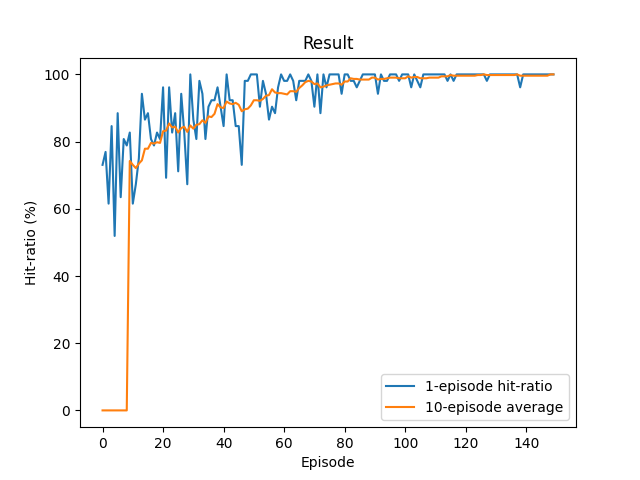 Result
Hit-ratio (%)
100
80
60
40
20
0
0 20 40 60 80 100 120 140
Episode
1-episode hit-ratio
10-episode average